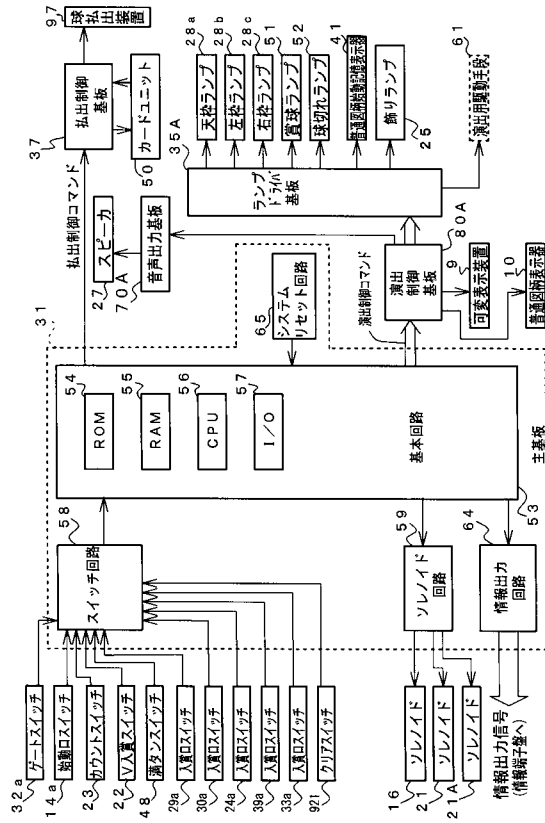 97
球払出装置
37
払出制御
基板
カードユニット
50
払出制御コマンド
スピーカ
27
音声出力基板
70A
31
35A
ランプ
ドライバ
基板
28a
天枠ランプ
28b
左枠ランプ
28c
右枠ランプ
51
賞球ランプ
52
球切れランプ
41
普通図柄始動記憶表示器
飾りランプ
25
61
演出用駆動手段
80A
演出
制御
基板
演出制御コマンド
9
可変表示装置
10
普通図柄表示器
65
システム
リセット回路
54
ROM
55
RAM
56
CPU
57
I/O
基本回路
53
主基板
58
スイッチ回路
59
ソレノイド
回路
64
情報出力
回路
32a
ゲートスイッチ
14a
始動口スイッチ
23
カウントスイッチ
22
V入賞スイッチ
48
満タンスイッチ
29a
入賞口スイッチ
30a
入賞口スイッチ
24a
入賞口スイッチ
39a
入賞口スイッチ
33a
入賞口スイッチ
921
クリアスイッチ
16
ソレノイド
21
ソレノイド
21A
ソレノイド
情報出力信号
(情報端子盤へ)